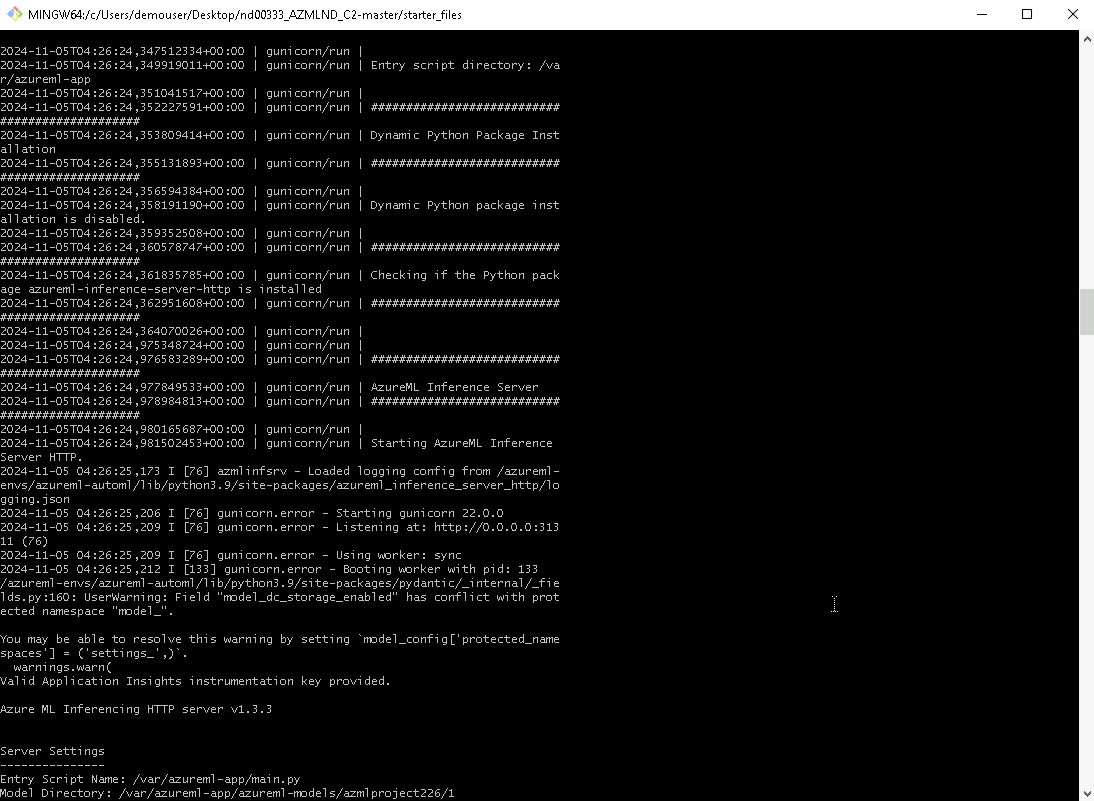 MINGW64:/c/Users/demouser/Desktop/nd00333_AZMLND_C2-master/starter_files
2024-11-05T04:26:24,347512334+00:00 | gunicorn/run |
2024-11-05T04:26:24,349919011+00:00 | gunicorn/run | Entry script directory: /va
r/azureml-app
2024-11-05T04:26:24,351041517+00:00 | gunicorn/run |
2024-11-05T04:26:24,352227591+00:00 | gunicorn/run | ###########################
####################
2024-11-05T04:26:24,353809414+00:00 | gunicorn/run | Dynamic Python Package Inst
allation
2024-11-05T04:26:24,355131893+00:00 | gunicorn/run | ###########################
####################
2024-11-05T04:26:24,356594384+00:00 | gunicorn/run |
2024-11-05T04:26:24,358191190+00:00 | gunicorn/run | Dynamic Python package inst
allation is disabled.
2024-11-05T04:26:24,359352508+00:00 | gunicorn/run |
2024-11-05T04:26:24,360578747+00:00 | gunicorn/run | ###########################
####################
2024-11-05T04:26:24,361835785+00:00 | gunicorn/run | Checking if the Python pack
age azureml-inference-server-http is installed
2024-11-05T04:26:24,362951608+00:00 | gunicorn/run | ###########################
####################
2024-11-05T04:26:24,364070026+00:00 | gunicorn/run |
2024-11-05T04:26:24,975348724+00:00 | gunicorn/run |
2024-11-05T04:26:24,976583289+00:00 | gunicorn/run | ###########################
####################
2024-11-05T04:26:24,977849533+00:00 | gunicorn/run | AzureML Inference Server
2024-11-05T04:26:24,978984813+00:00 | gunicorn/run | ###########################
####################
2024-11-05T04:26:24,980165687+00:00 | gunicorn/run |
2024-11-05T04:26:24,981502453+00:00 | gunicorn/run | Starting AzureML Inference
Server HTTP.
2024-11-05 04:26:25,173 I [76] azmlinfsrv - Loaded logging config from /azureml-
envs/azureml-automl/lib/python3.9/site-packages/azureml_inference_server_http/lo
gging.json
2024-11-05 04:26:25,206 I [76] gunicorn.error - Starting gunicorn 22.0.0
2024-11-05 04:26:25,209 I [76] gunicorn.error - Listening at: http://0.0.0.0:313
11 (76)
2024-11-05 04:26:25,209 I [76] gunicorn.error - Using worker: sync
2024-11-05 04:26:25,212 I [133] gunicorn.error - Booting worker with pid: 133
/azureml-envs/azureml-automl/lib/python3.9/site-packages/pydantic/_internal/_fie
lds.py:160: UserWarning: Field "model_dc_storage_enabled" has conflict with prot
ected namespace "model_".
You may be able to resolve this warning by setting `model_config['protected_name
spaces'] = ('settings_',)`.
warnings.warn(
Valid Application Insights instrumentation key provided.
Azure ML Inferencing HTTP server v1.3.3
Server Settings
---------------
Entry Script Name: /var/azureml-app/main.py
Model Directory: /var/azureml-app/azureml-models/azmlproject226/1